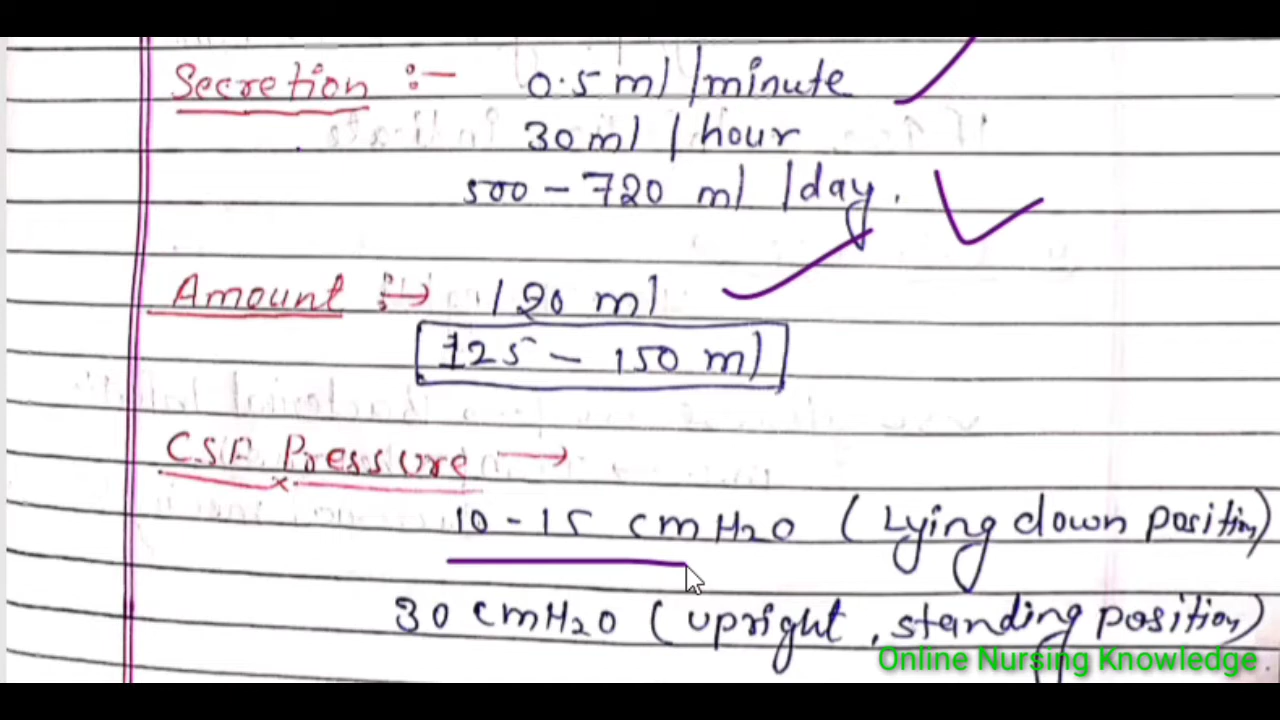 Secretion :- 0.5 ml /minute
30 ml / hour
500 - 720 ml /day.
Amount :→ 120 ml
125 - 150 ml
CSF Pressure →
10 - 15 cmH2O ( Lying down position)
30 cmH2O ( upright, standing position)
Online Nursing Knowledge